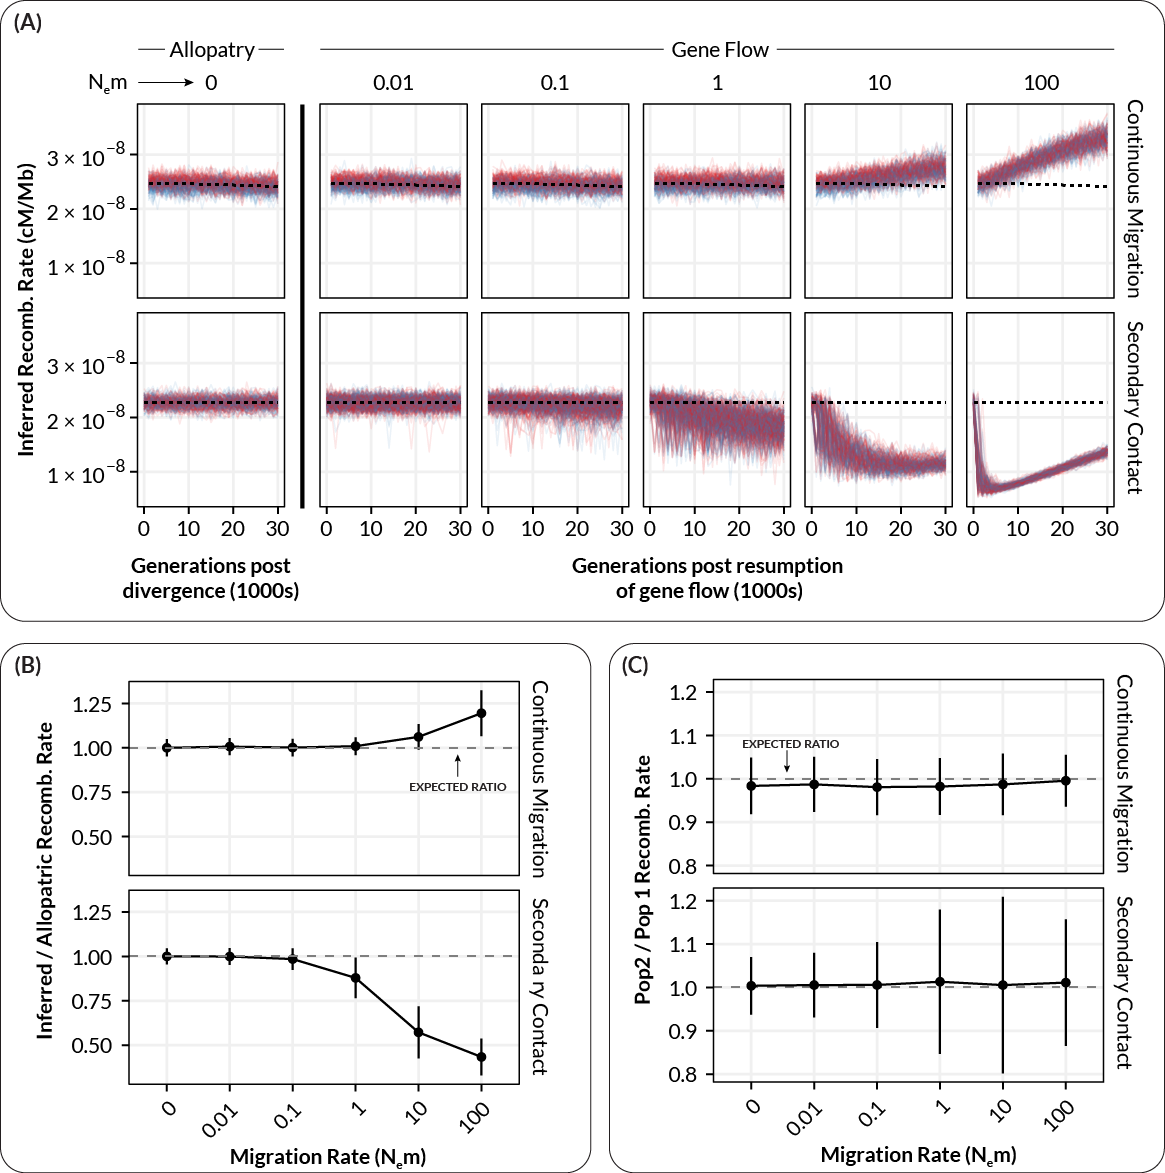 (A)
Allopatry
Gene Flow
Nₑm 0 0.01 0.1 1 10 100
Inferred Recomb. Rate (cM/Mb)
3 × 10⁻⁸
2 × 10⁻⁸
1 × 10⁻⁸
Continuous Migration
3 × 10⁻⁸
2 × 10⁻⁸
1 × 10⁻⁸
Secondary Contact
0 10 20 30 0 10 20 30 0 10 20 30 0 10 20 30 0 10 20 30 0 10 20 30
Generations post
divergence (1000s)
Generations post resumption
of gene flow (1000s)
(B)
Inferred / Allopatric Recomb. Rate
1.25
1.00
0.75
0.50
EXPECTED RATIO
Continuous Migration
1.25
1.00
0.75
0.50
Seconda ry Contact
0 0.01 0.1 1 10 100
Migration Rate (Nₑm)
(C)
Pop2 / Pop 1 Recomb. Rate
1.2
1.1
1.0
0.9
0.8
EXPECTED RATIO
Continuous Migration
1.2
1.1
1.0
0.9
0.8
Secondary Contact
0 0.01 0.1 1 10 100
Migration Rate (Nₑm)